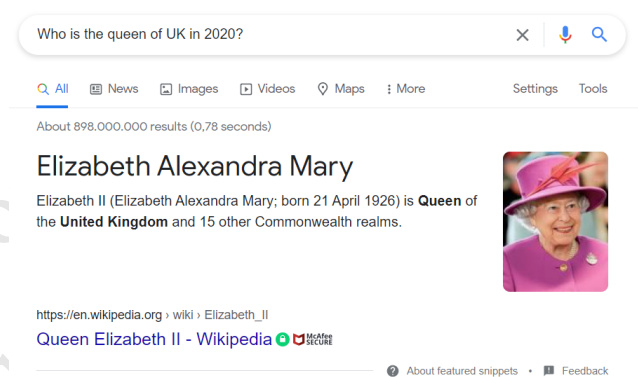 Who is the queen of UK in 2020?
All News Images Videos Maps More Settings Tools
About 898.000.000 results (0,78 seconds)
Elizabeth Alexandra Mary
Elizabeth II (Elizabeth Alexandra Mary; born 21 April 1926) is Queen of
the United Kingdom and 15 other Commonwealth realms.
https://en.wikipedia.org › wiki › Elizabeth_II
Queen Elizabeth II - Wikipedia McAfee SECURE
About featured snippets • Feedback